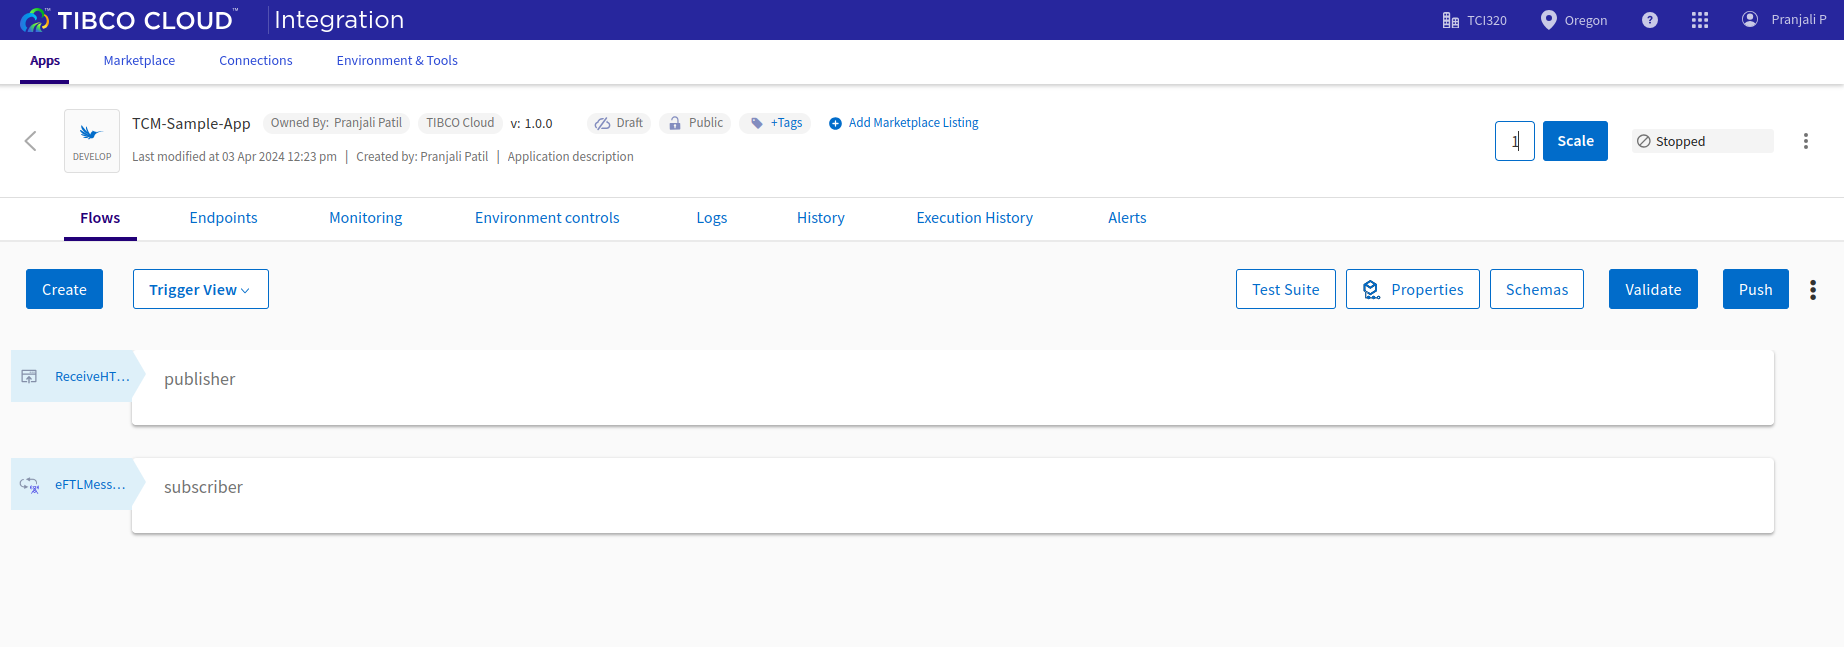 TIBCO CLOUD™ Integration TCI320 Oregon ? Pranjali P
Apps Marketplace Connections Environment & Tools
TCM-Sample-App Owned By: Pranjali Patil TIBCO Cloud v: 1.0.0 Draft Public +Tags Add Marketplace Listing
DEVELOP
Last modified at 03 Apr 2024 12:23 pm | Created by: Pranjali Patil | Application description
1 Scale Stopped
Flows Endpoints Monitoring Environment controls Logs History Execution History Alerts
Create Trigger View Test Suite Properties Schemas Validate Push
ReceiveHT... publisher
eFTLMess... subscriber